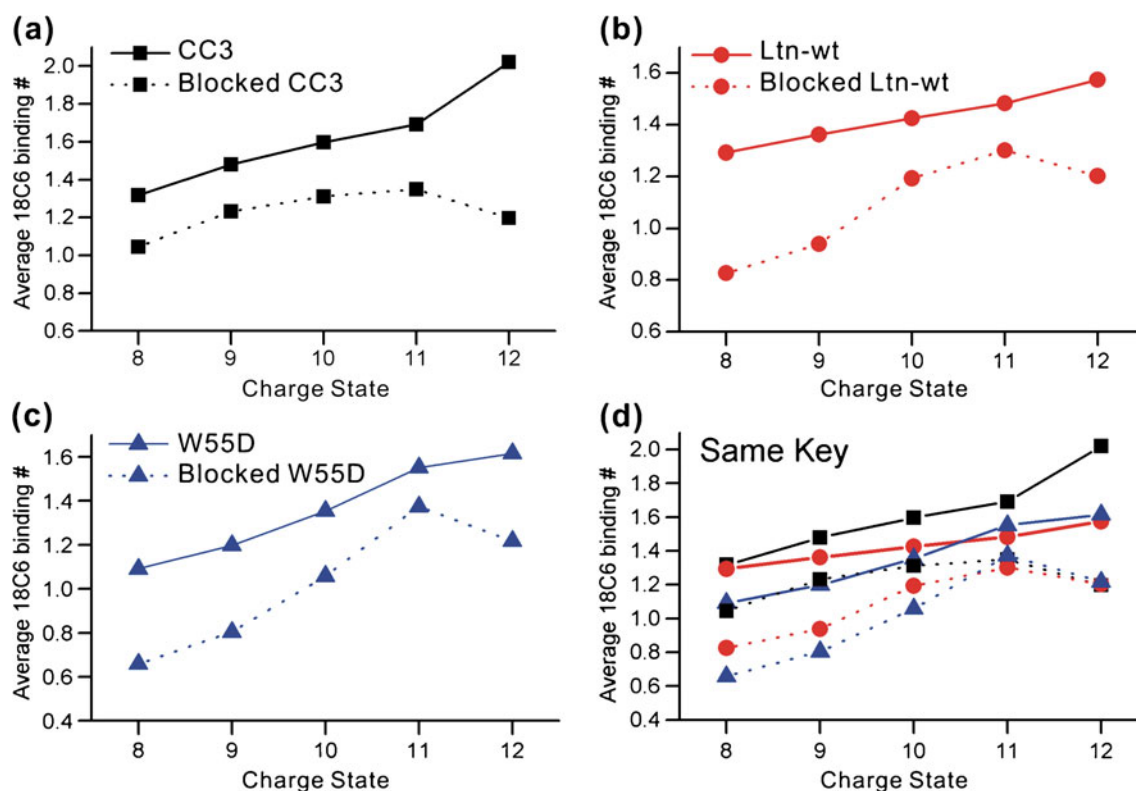 (a)
CC3
Blocked CC3
Average 18C6 binding #
2.0
1.8
1.6
1.4
1.2
1.0
0.8
0.6
8 9 10 11 12
Charge State
(b)
Ltn-wt
Blocked Ltn-wt
Average 18C6 binding #
1.6
1.4
1.2
1.0
0.8
0.6
8 9 10 11 12
Charge State
(c)
W55D
Blocked W55D
Average 18C6 binding #
1.6
1.4
1.2
1.0
0.8
0.6
0.4
8 9 10 11 12
Charge State
(d)
Same Key
Average 18C6 binding #
2.0
1.8
1.6
1.4
1.2
1.0
0.8
0.6
0.4
8 9 10 11 12
Charge State